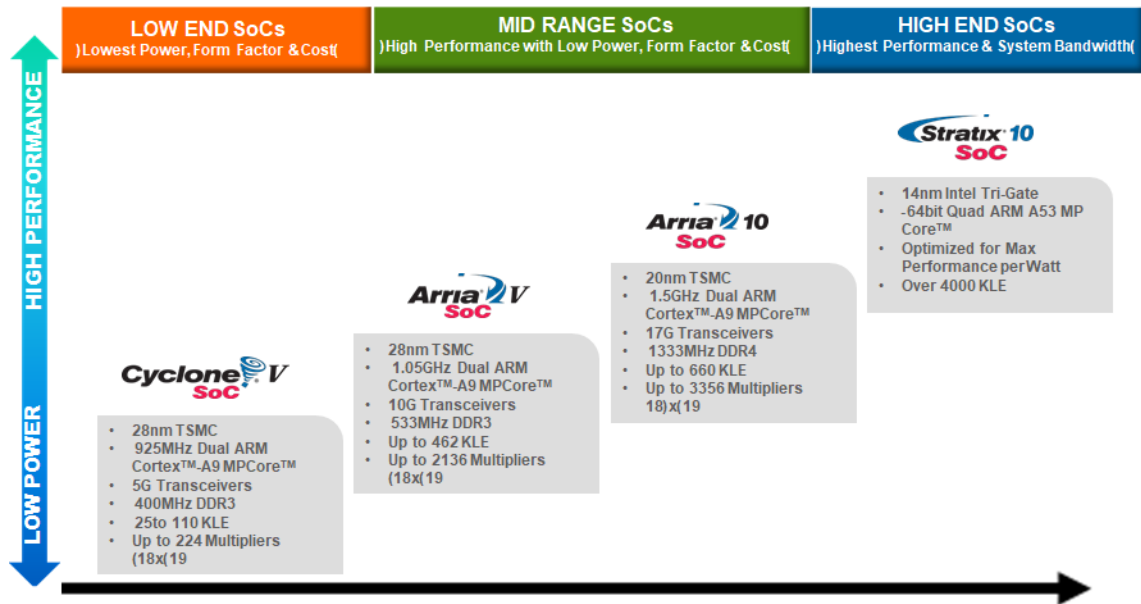 LOW END SoCs
)Lowest Power, Form Factor & Cost(
MID RANGE SoCs
)High Performance with Low Power, Form Factor & Cost(
HIGH END SoCs
)Highest Performance & System Bandwidth(
HIGH PERFORMANCE
LOW POWER
Cyclone V
SoC
• 28nm TSMC
• 925MHz Dual ARM
Cortex™-A9 MPCore™
• 5G Transceivers
• 400MHz DDR3
• 25to 110 KLE
• Up to 224 Multipliers
(18x(19
Arria V
SoC
• 28nm TSMC
• 1.05GHz Dual ARM
Cortex™-A9 MPCore™
• 10G Transceivers
• 533MHz DDR3
• Up to 462 KLE
• Up to 2136 Multipliers
(18x(19
Arria 10
SoC
• 20nm TSMC
• 1.5GHz Dual ARM
Cortex™-A9 MPCore™
• 17G Transceivers
• 1333MHz DDR4
• Up to 660 KLE
• Up to 3356 Multipliers
18)x(19
Stratix 10
SoC
• 14nm Intel Tri-Gate
• -64bit Quad ARM A53 MP
Core™
• Optimized for Max
Performance per Watt
• Over 4000 KLE